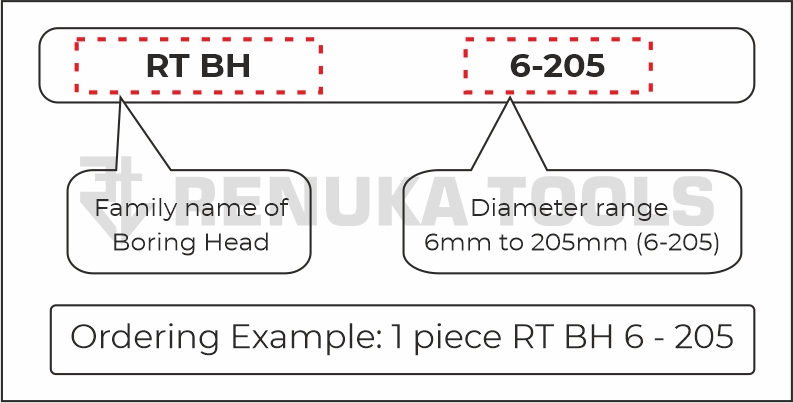 RT BH 6-205
RENUKA TOOLS
Family name of
Boring Head
Diameter range
6mm to 205mm (6-205)
Ordering Example: 1 piece RT BH 6 - 205